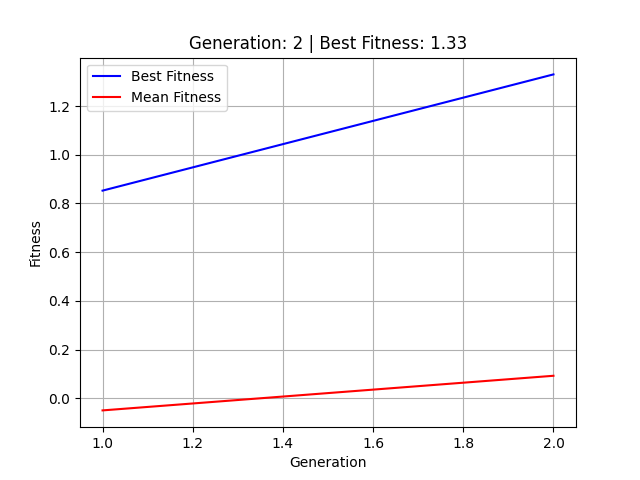 Generation: 2 | Best Fitness: 1.33
Best Fitness
Mean Fitness
Fitness
1.2
1.0
0.8
0.6
0.4
0.2
0.0
1.0 1.2 1.4 1.6 1.8 2.0
Generation